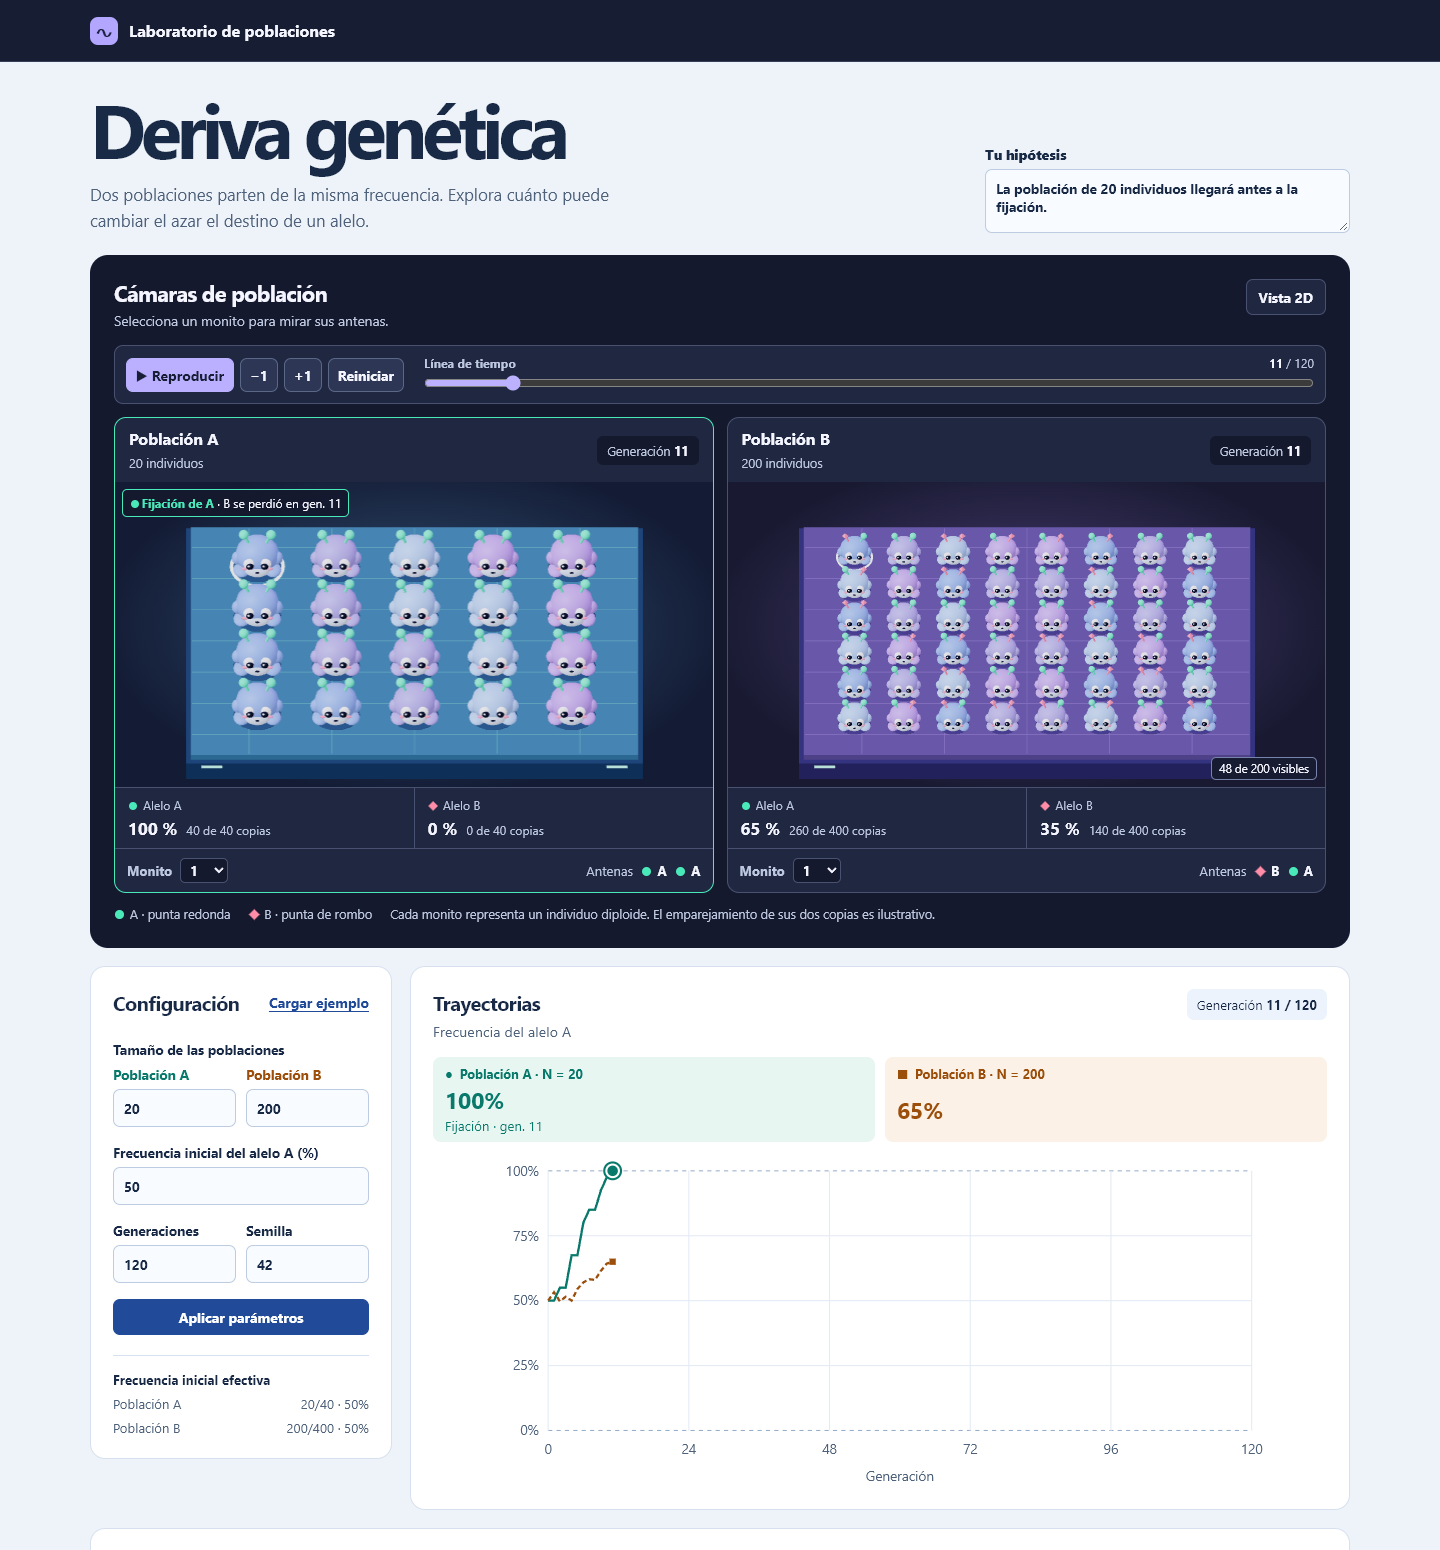 Laboratorio de poblaciones
Deriva genética
Dos poblaciones parten de la misma frecuencia. Explora cuánto puede
cambiar el azar el destino de un alelo.
Tu hipótesis
La población de 20 individuos llegará antes a la
fijación.
Cámaras de población
Selecciona un monito para mirar sus antenas.
Vista 2D
▶ Reproducir
−1
+1
Reiniciar
Línea de tiempo
11 / 120
Población A
20 individuos
Generación 11
Fijación de A · B se perdió en gen. 11
Alelo A
100 % 40 de 40 copias
Alelo B
0 % 0 de 40 copias
Monito 1
Antenas A A
Población B
200 individuos
Generación 11
48 de 200 visibles
Alelo A
65 % 260 de 400 copias
Alelo B
35 % 140 de 400 copias
Monito 1
Antenas B A
A · punta redonda
B · punta de rombo
Cada monito representa un individuo diploide. El emparejamiento de sus dos copias es ilustrativo.
Configuración
Cargar ejemplo
Tamaño de las poblaciones
Población A
Población B
20
200
Frecuencia inicial del alelo A (%)
50
Generaciones
Semilla
120
42
Aplicar parámetros
Frecuencia inicial efectiva
Población A 20/40 · 50%
Población B 200/400 · 50%
Trayectorias
Frecuencia del alelo A
Generación 11 / 120
● Población A · N = 20
100%
Fijación · gen. 11
■ Población B · N = 200
65%
100%
75%
50%
25%
0%
0 24 48 72 96 120
Generación